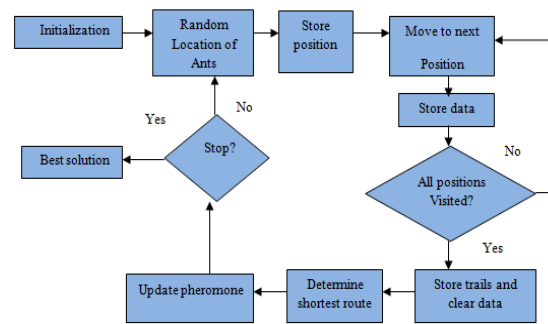 Initialization
Random
Location of
Ants
Store
position
Move to next
Position
Store data
All positions
Visited?
No
Yes
Store trails and
clear data
Determine
shortest route
Update pheromone
Stop?
No
Yes
Best solution